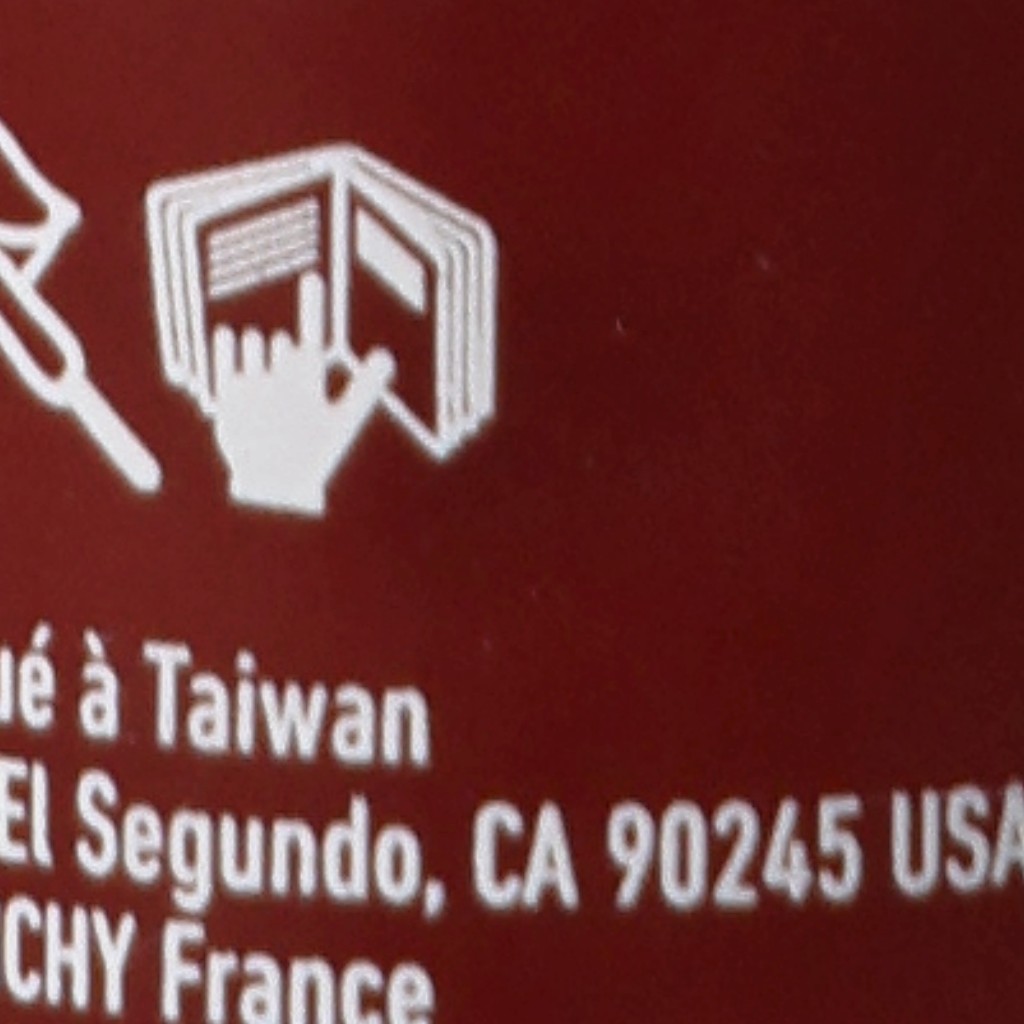 ué à Taiwan
El Segundo, CA 90245 USA
CHY France